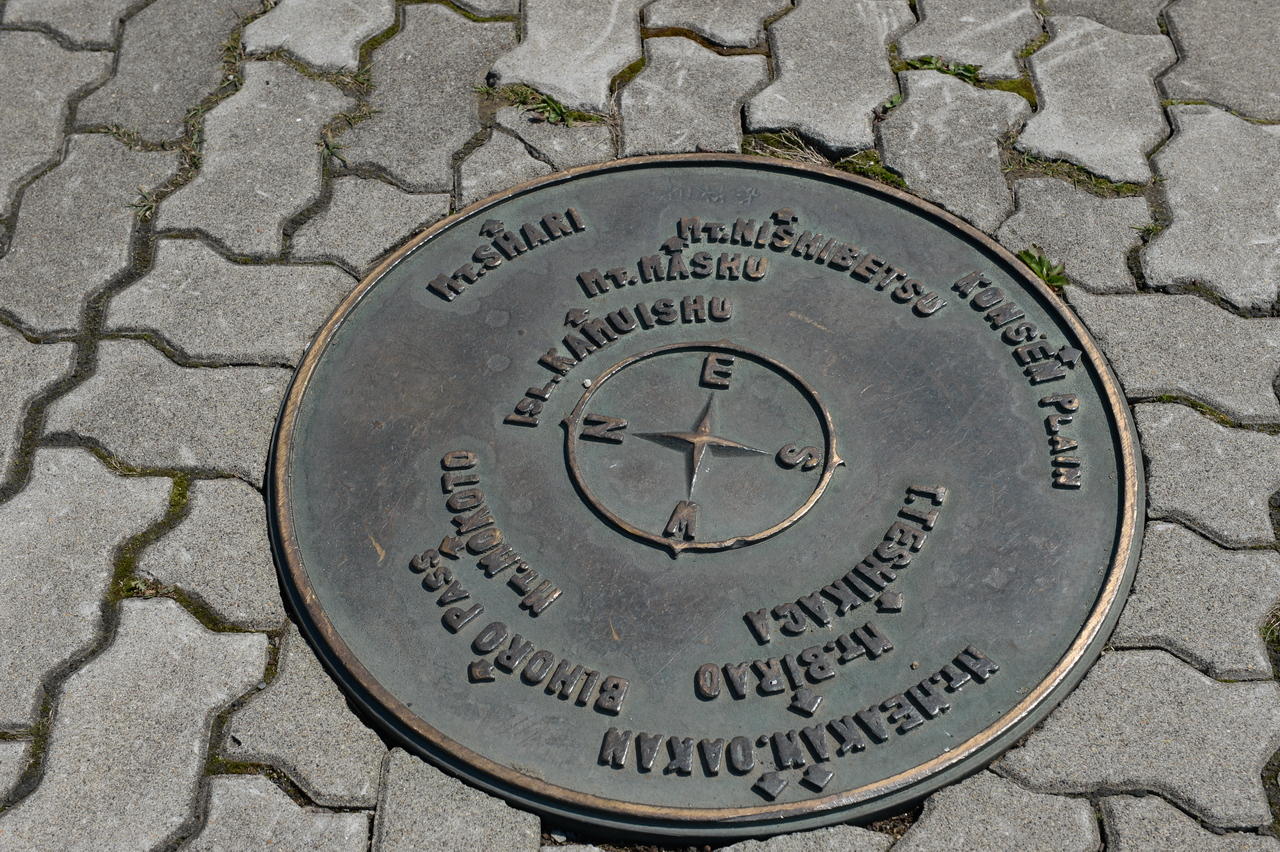 Mt.SHARI
Mt.NISHIBETSU
Mt.MASHU
KONSEN PLAIN
ISL.KAMUISHU
E
N
S
W
Mt.MOKOTO
BIHORO PASS
T.TESHIKAGA
Mt.BIRAO
Mt.MEAKAN.OAKAN